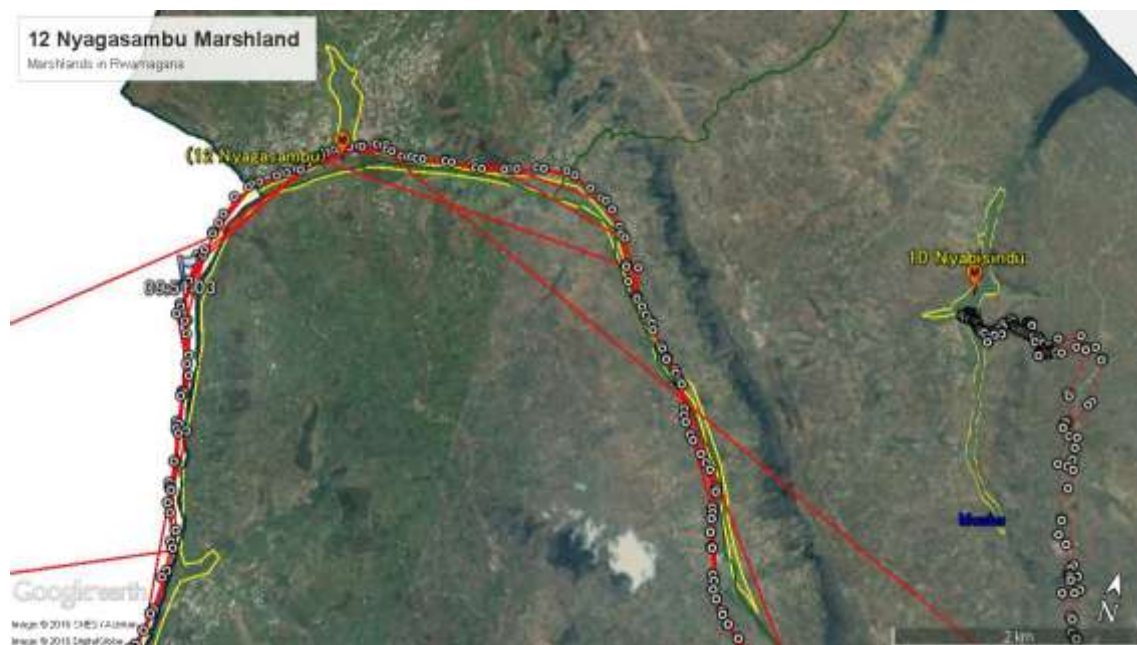 12 Nyagasambu Marshland
Marshlands in Rwamagana
(12 Nyagasambu)
10 Nyabisindu
Google earth
2 km
N